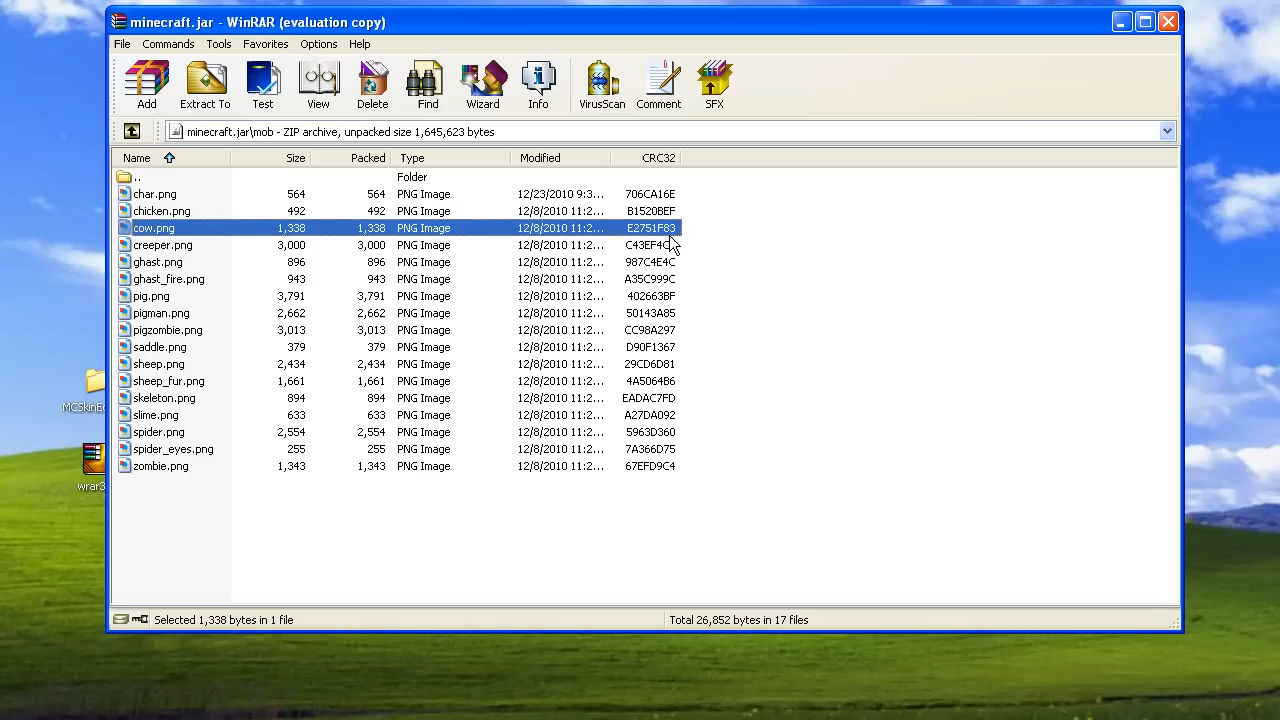 minecraft.jar - WinRAR (evaluation copy)
File Commands Tools Favorites Options Help
Add Extract To Test View Delete Find Wizard Info VirusScan Comment SFX
minecraft.jar\mob - ZIP archive, unpacked size 1,645,623 bytes
Name Size Packed Type Modified CRC32
.. Folder
char.png 564 564 PNG Image 12/23/2010 9:3... 706CA16E
chicken.png 492 492 PNG Image 12/8/2010 11:2... B1520BEF
cow.png 1,338 1,338 PNG Image 12/8/2010 11:2... E2751F83
creeper.png 3,000 3,000 PNG Image 12/8/2010 11:2...
ghast.png 896 896 PNG Image 12/8/2010 11:2... 987C4E4C
ghast_fire.png 943 943 PNG Image 12/8/2010 11:2... A35C999C
pig.png 3,791 3,791 PNG Image 12/8/2010 11:2... 402663BF
pigman.png 2,662 2,662 PNG Image 12/8/2010 11:2... 50143A85
pigzombie.png 3,013 3,013 PNG Image 12/8/2010 11:2... CC98A297
saddle.png 379 379 PNG Image 12/8/2010 11:2... D90F1367
sheep.png 2,434 2,434 PNG Image 12/8/2010 11:2... 29CD6D81
sheep_fur.png 1,661 1,661 PNG Image 12/8/2010 11:2... 4A5064B6
skeleton.png 894 894 PNG Image 12/8/2010 11:2... EADAC7FD
slime.png 633 633 PNG Image 12/8/2010 11:2... A27DA092
spider.png 2,554 2,554 PNG Image 12/8/2010 11:2... 5963D360
spider_eyes.png 255 255 PNG Image 12/8/2010 11:2... 7A366D75
zombie.png 1,343 1,343 PNG Image 12/8/2010 11:2... 67EFD9C4
MCSkinE
wrar3
Selected 1,338 bytes in 1 file Total 26,852 bytes in 17 files